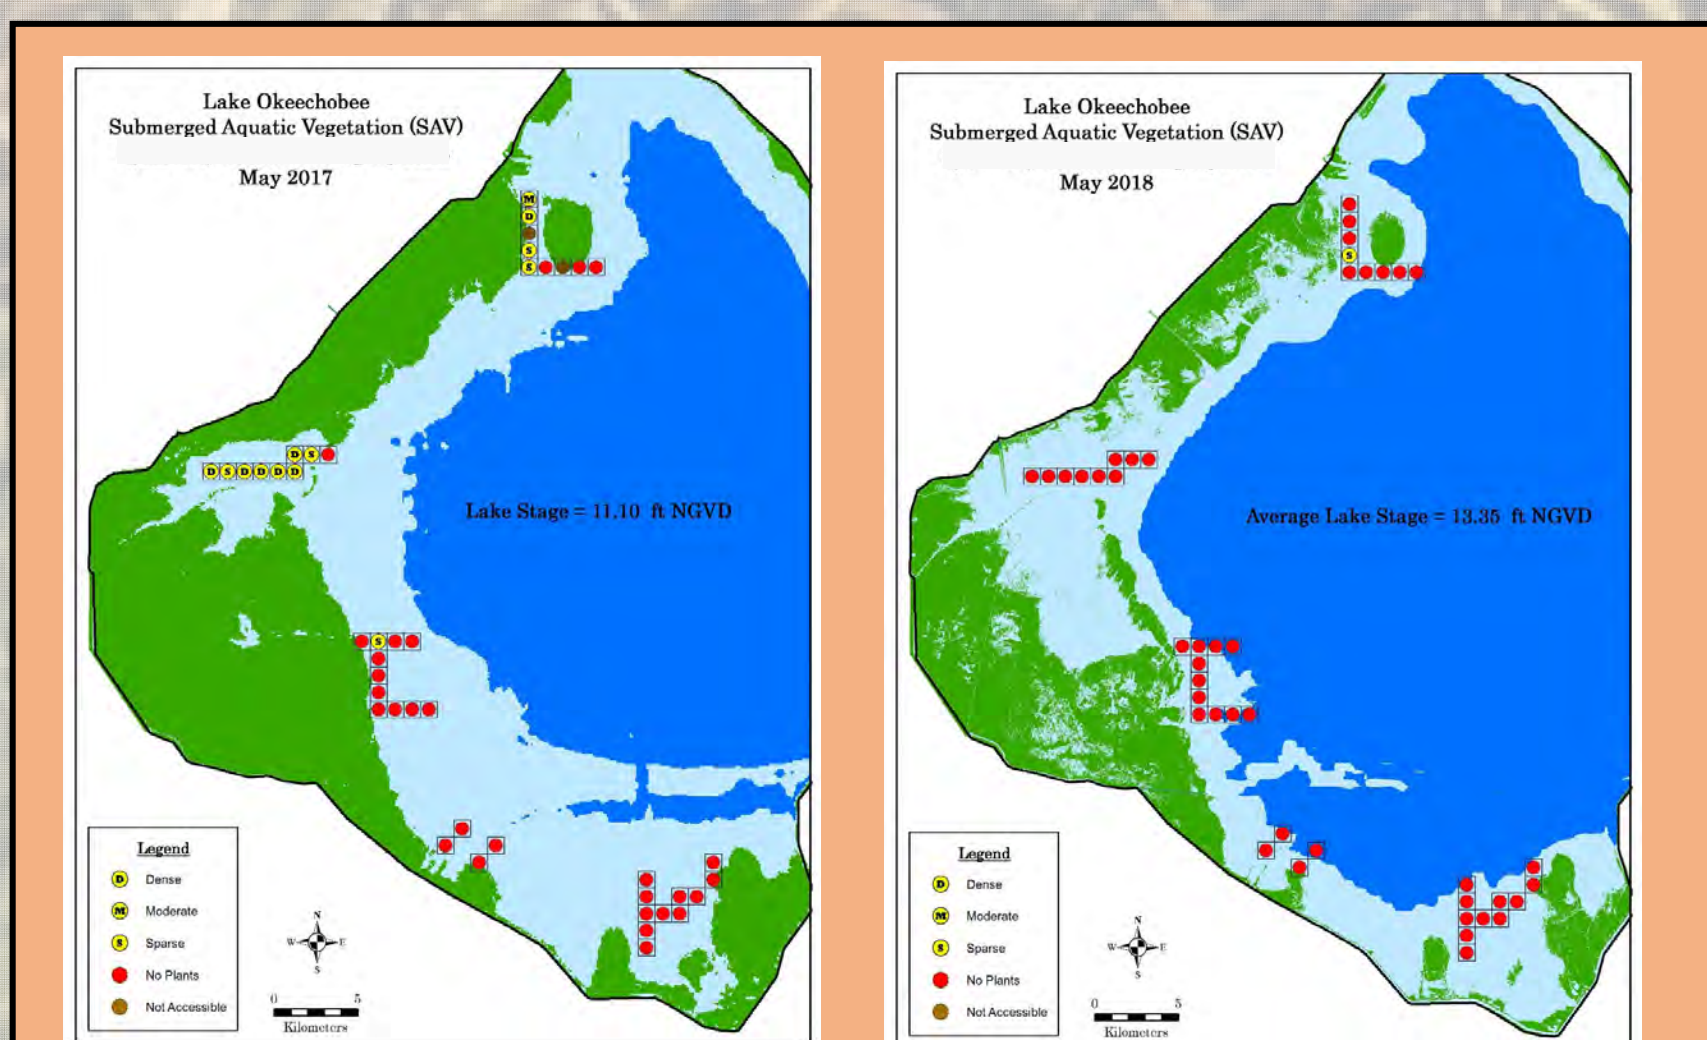 Lake Okeechobee
Submerged Aquatic Vegetation (SAV)
May 2017
M
D
S
S
D S
D S D D D D
Lake Stage = 11.10 ft NGVD
S
Legend
D Dense
M Moderate
S Sparse
No Plants
Not Accessible
N
W E
S
0 5
Kilometers
Lake Okeechobee
Submerged Aquatic Vegetation (SAV)
May 2018
S
Average Lake Stage = 13.35 ft NGVD
Legend
D Dense
M Moderate
S Sparse
No Plants
Not Accessible
N
W E
S
0 5
Kilometers